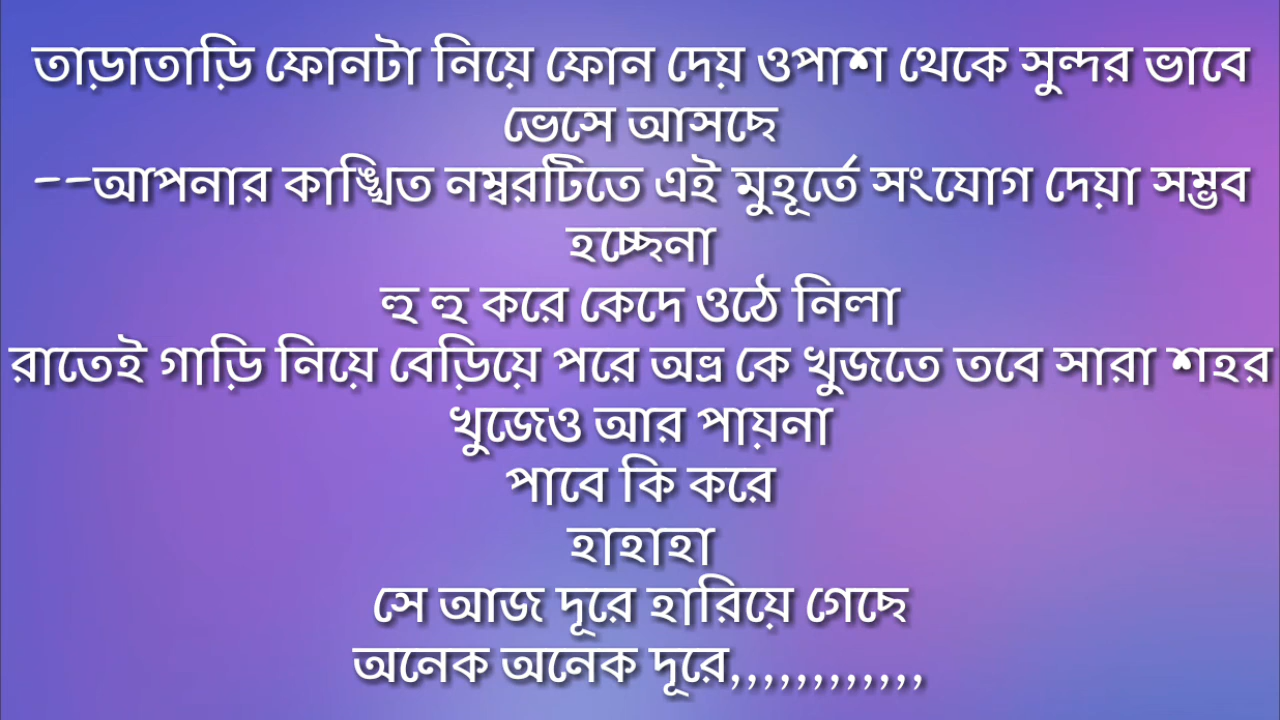 তাড়াতাড়ি ফোনটা নিয়ে ফোন দেয় ওপাশ থেকে সুন্দর ভাবে
ভেসে আসছে
--আপনার কাঙ্খিত নম্বরটিতে এই মুহূর্তে সংযোগ দেয়া সম্ভব
হচ্ছেনা
হু হু করে কেদে ওঠে নিলা
রাতেই গাড়ি নিয়ে বেড়িয়ে পরে অভ্র কে খুজতে তবে সারা শহর
খুজেও আর পায়না
পাবে কি করে
হাহাহা
সে আজ দূরে হারিয়ে গেছে
অনেক অনেক দূরে,,,,,,,,,,,,